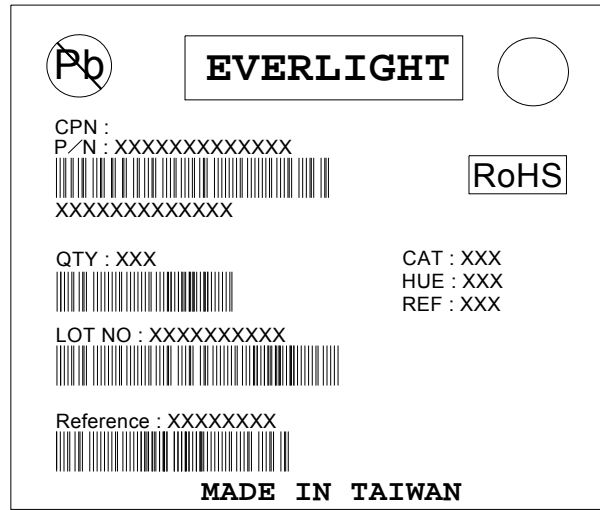 Pb
EVERLIGHT
CPN :
P/N : XXXXXXXXXXXXX
RoHS
XXXXXXXXXXXXX
QTY : XXX
CAT : XXX
HUE : XXX
REF : XXX
LOT NO : XXXXXXXXXX
Reference : XXXXXXXX
MADE IN TAIWAN